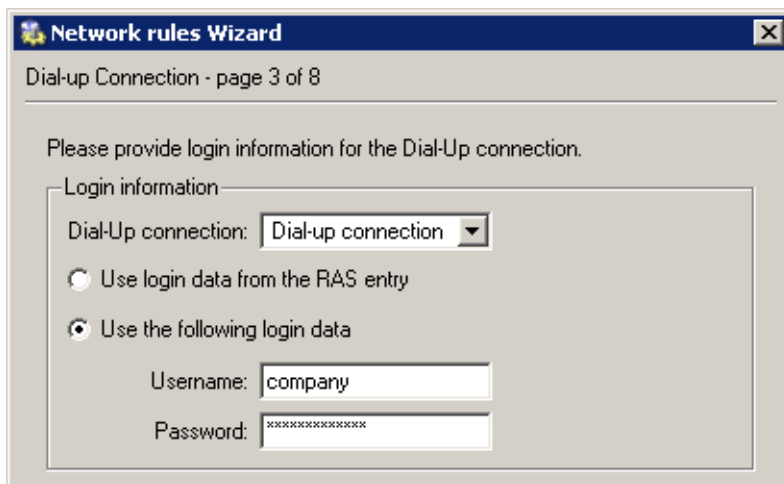 Network rules Wizard
Dial-up Connection - page 3 of 8
Please provide login information for the Dial-Up connection.
Login information
Dial-Up connection: Dial-up connection
Use login data from the RAS entry
Use the following login data
Username: company
Password: xxxxxxxxxxxxx